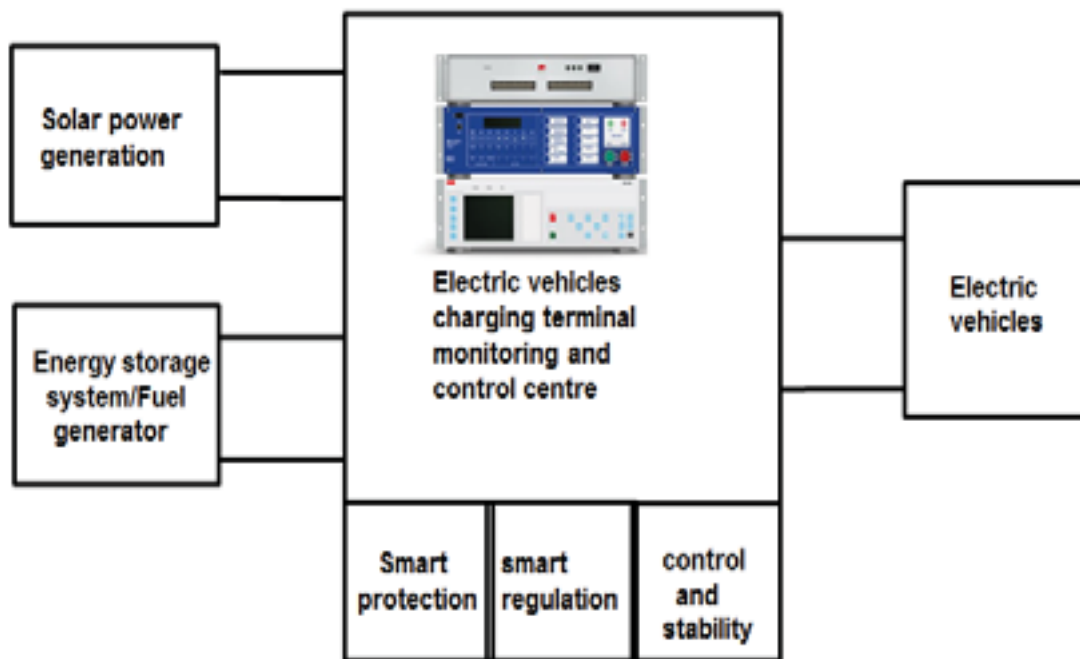 Solar power
generation
Energy storage
system/Fuel
generator
Electric vehicles
charging terminal
monitoring and
control centre
Smart
protection
smart
regulation
control
and
stability
Electric
vehicles